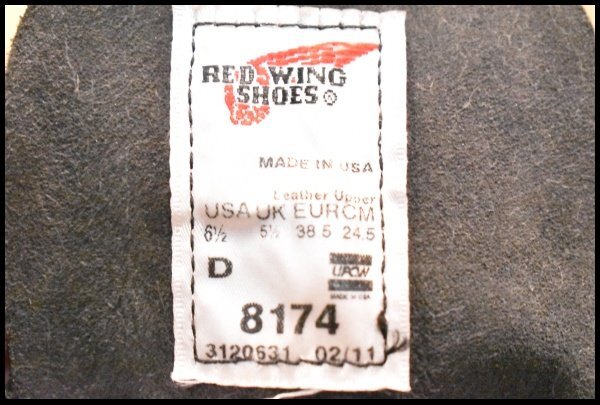 RED WING
SHOES®
MADE IN USA
Leather Upper
USA UK EUR CM
6½ 5½ 38.5 24.5
D
UPCW
MADE IN USA
8174
3120631 02/11